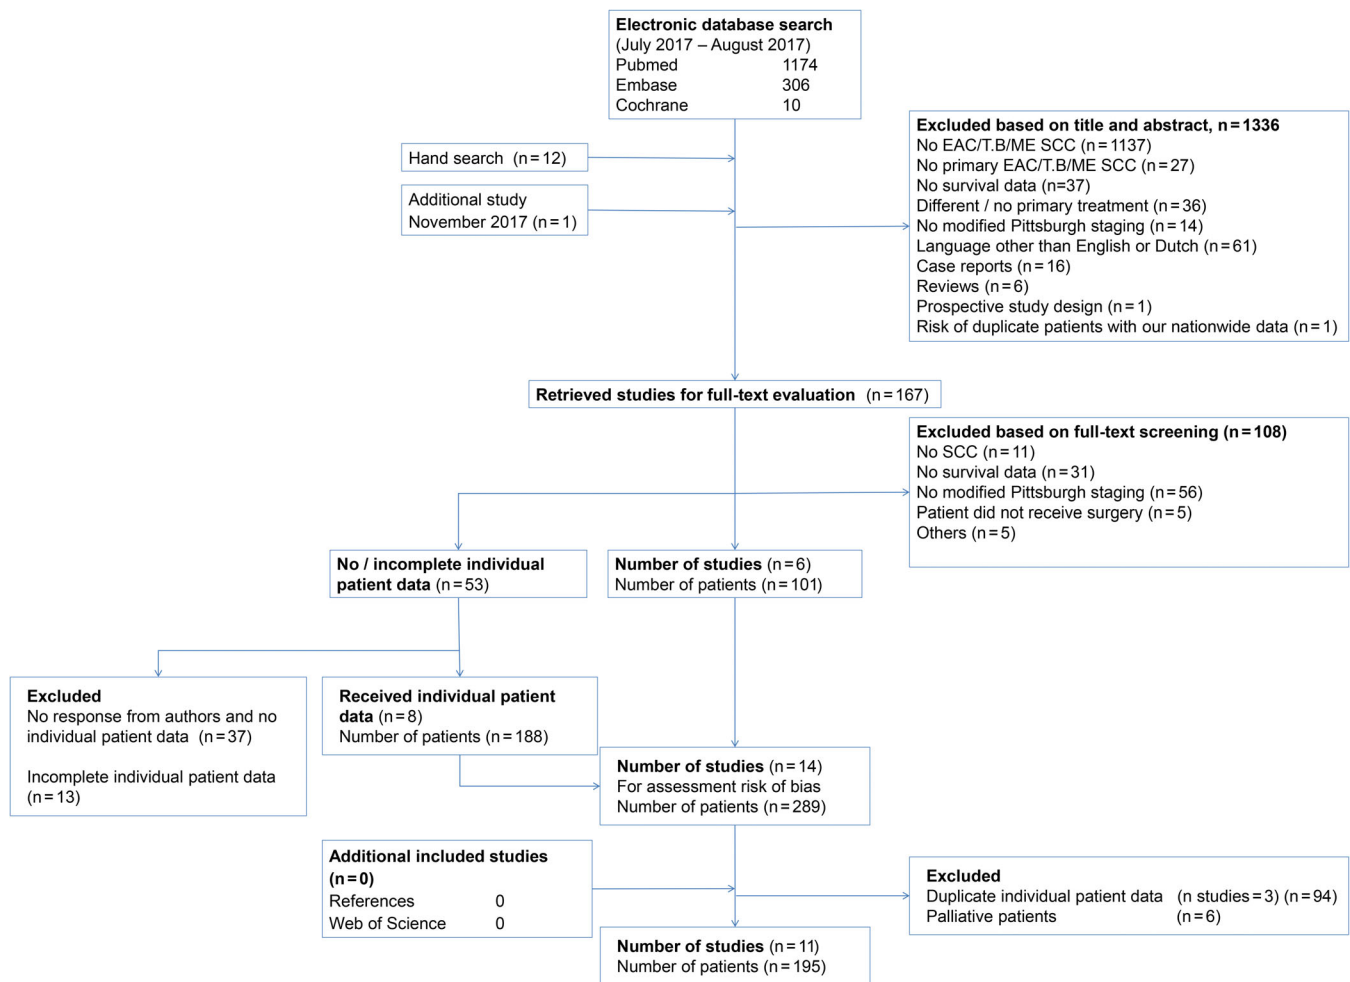 Electronic database search
(July 2017 – August 2017)
Pubmed 1174
Embase 306
Cochrane 10
Hand search (n = 12)
Additional study
November 2017 (n = 1)
Excluded based on title and abstract, n = 1336
No EAC/T.B/ME SCC (n = 1137)
No primary EAC/T.B/ME SCC (n = 27)
No survival data (n=37)
Different / no primary treatment (n = 36)
No modified Pittsburgh staging (n = 14)
Language other than English or Dutch (n = 61)
Case reports (n = 16)
Reviews (n = 6)
Prospective study design (n = 1)
Risk of duplicate patients with our nationwide data (n = 1)
Retrieved studies for full-text evaluation (n = 167)
Excluded based on full-text screening (n = 108)
No SCC (n = 11)
No survival data (n = 31)
No modified Pittsburgh staging (n = 56)
Patient did not receive surgery (n = 5)
Others (n = 5)
No / incomplete individual
patient data (n = 53)
Number of studies (n = 6)
Number of patients (n = 101)
Excluded
No response from authors and no
individual patient data (n = 37)
Incomplete individual patient data
(n = 13)
Received individual patient
data (n = 8)
Number of patients (n = 188)
Number of studies (n = 14)
For assessment risk of bias
Number of patients (n = 289)
Additional included studies
(n = 0)
References 0
Web of Science 0
Excluded
Duplicate individual patient data (n studies = 3) (n = 94)
Palliative patients (n = 6)
Number of studies (n = 11)
Number of patients (n = 195)